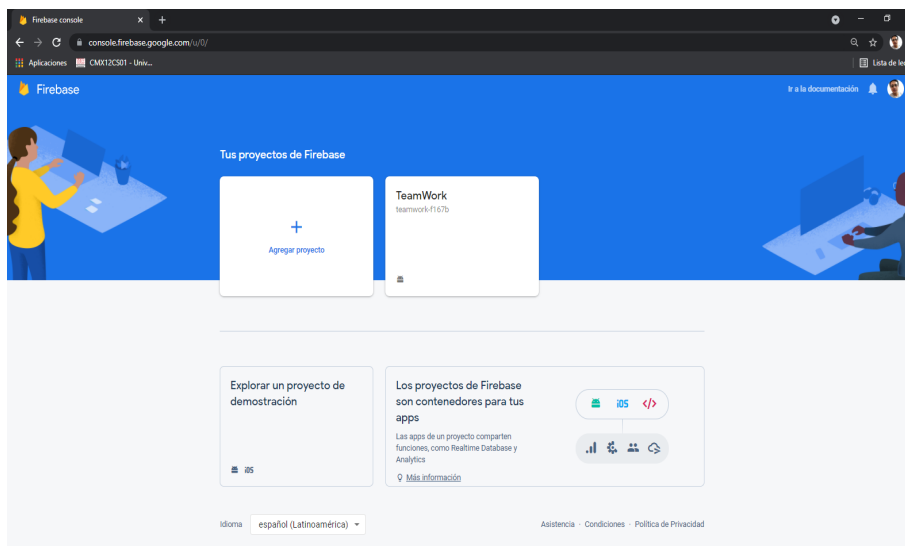 Firebase console
console.firebase.google.com/u/0/
Aplicaciones
CMX12CS01 - Univ...
Lista de lec
Firebase
Ir a la documentación
Tus proyectos de Firebase
Agregar proyecto
TeamWork
teamwork-f167b
Explorar un proyecto de
demostración
iOS
Los proyectos de Firebase
son contenedores para tus
apps
Las apps de un proyecto comparten
funciones, como Realtime Database y
Analytics
Más información
iOS
Idioma
español (Latinoamérica)
Asistencia · Condiciones · Política de Privacidad